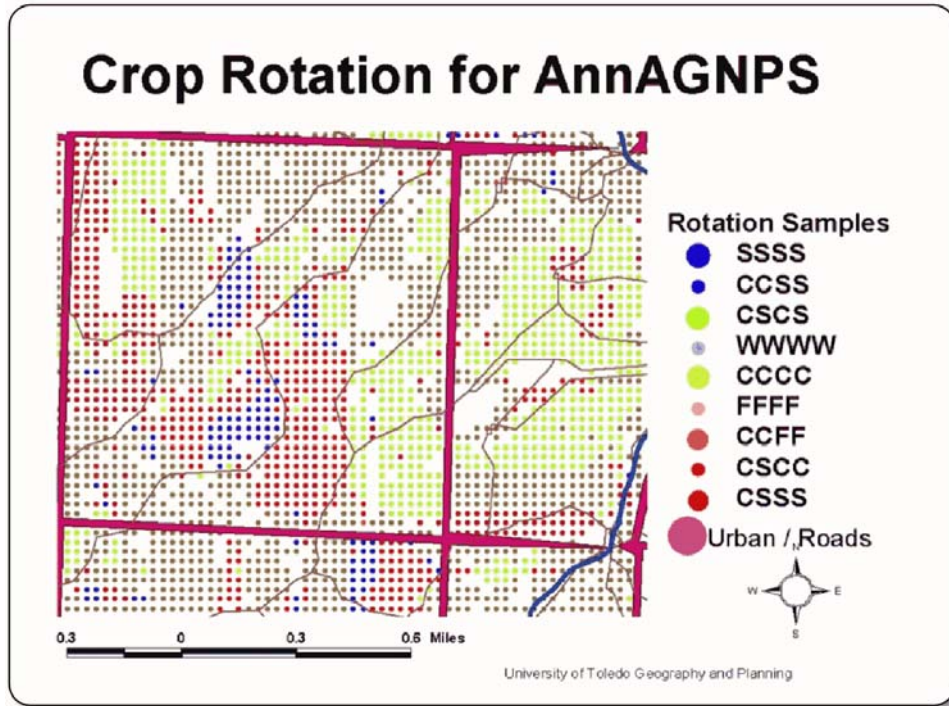 Crop Rotation for AnnAGNPS
Rotation Samples
SSSS
CCSS
CSCS
WWWW
CCCC
FFFF
CCFF
CSCC
CSSS
Urban / Roads
N
W E
S
0.3 0 0.3 0.6 Miles
University of Toledo Geography and Planning